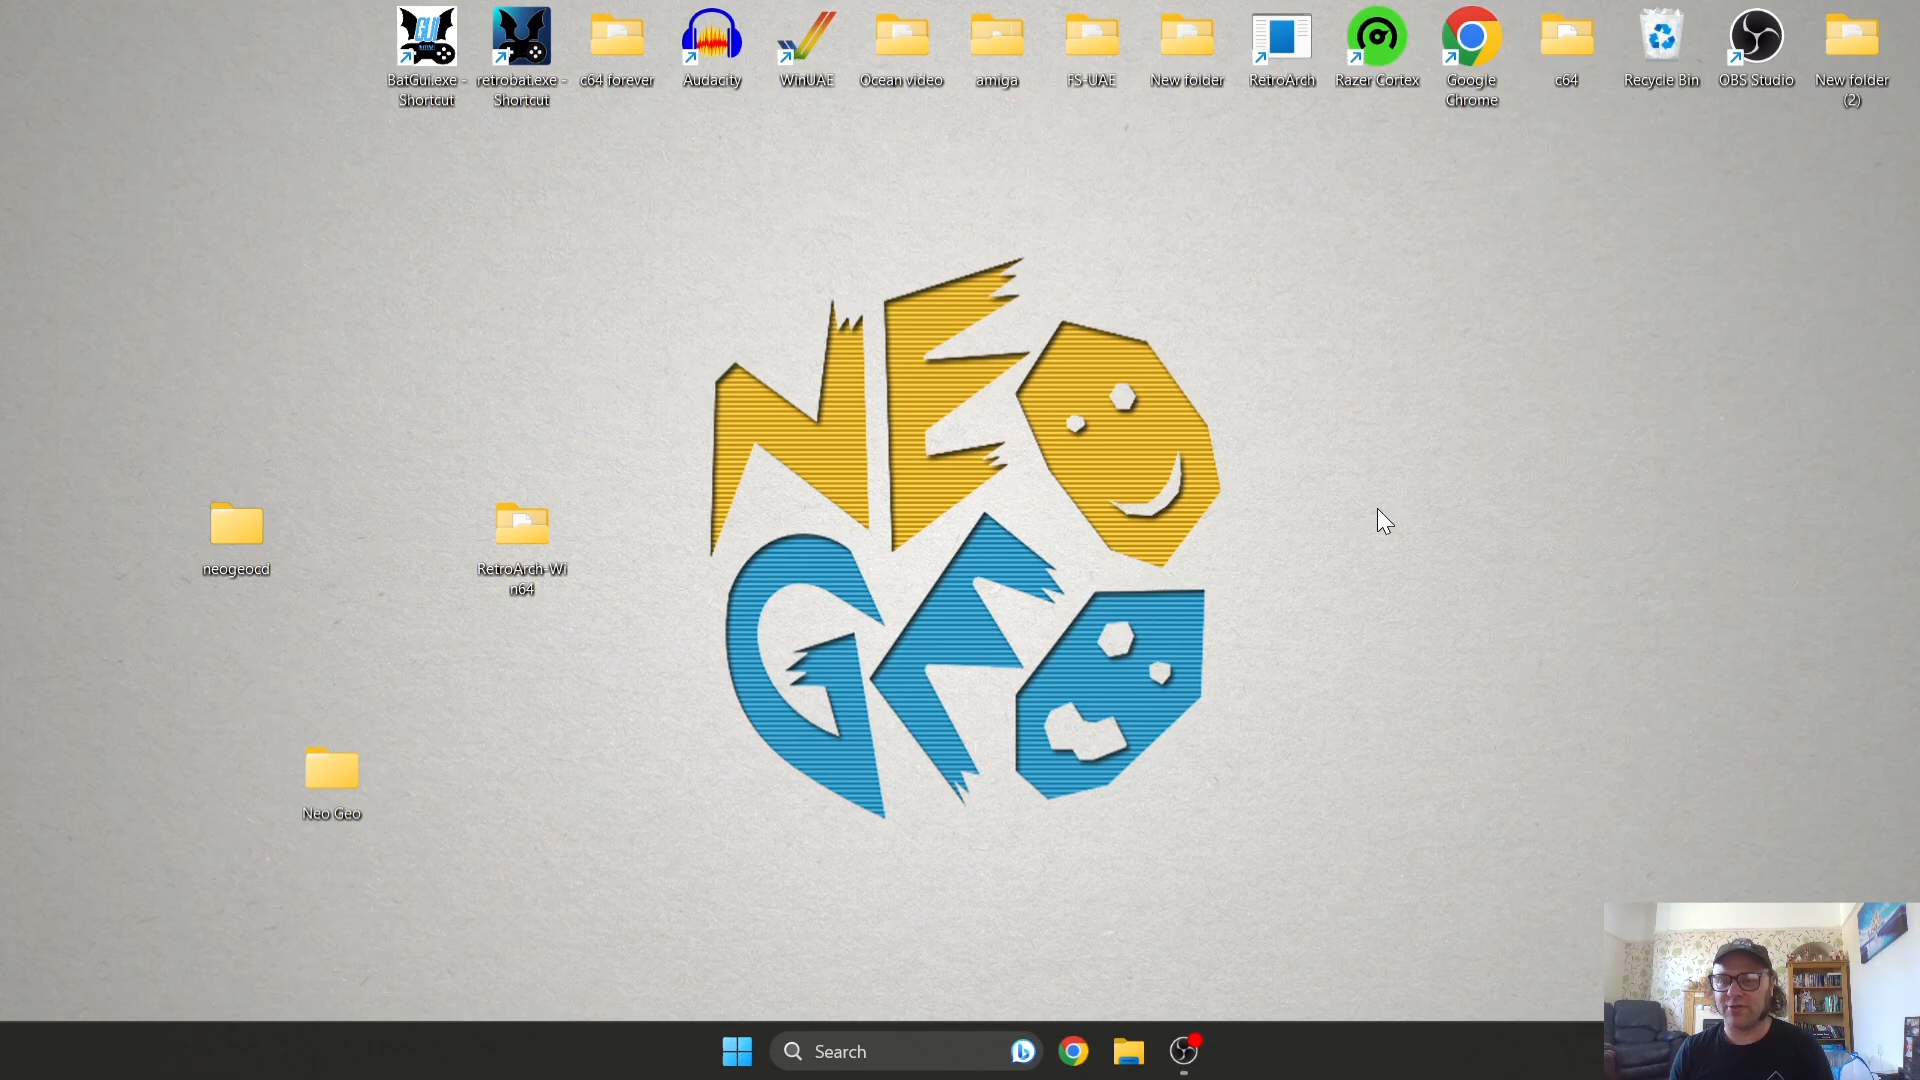 BatGui.exe -
Shortcut
retrobat.exe -
Shortcut
c64 forever
Audacity
WinUAE
Ocean video
amiga
FS-UAE
New folder
RetroArch
Razer Cortex
Google
Chrome
c64
Recycle Bin
OBS Studio
New folder
(2)
NEO
GEO
neogeocd
RetroArch-Wi
n64
Neo Geo
Search